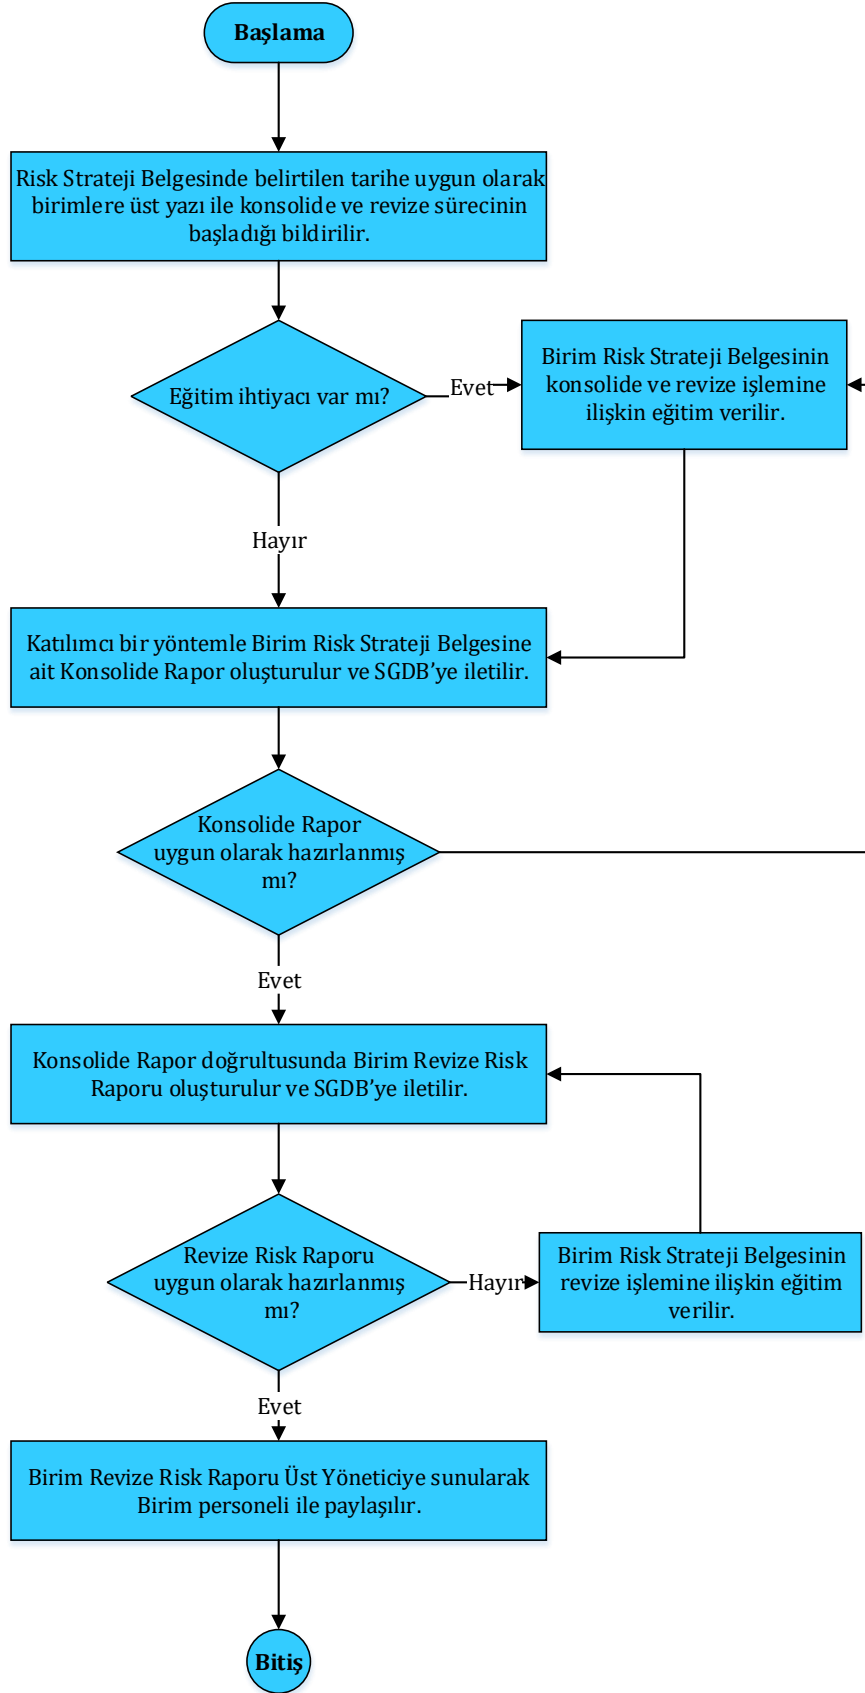 Başlama
Risk Strateji Belgesinde belirtilen tarihe uygun olarak
birimlere üst yazı ile konsolide ve revize sürecinin
başladığı bildirilir.
Eğitim ihtiyacı var mı?
Evet
Birim Risk Strateji Belgesinin
konsolide ve revize işlemine
ilişkin eğitim verilir.
Hayır
Katılımcı bir yöntemle Birim Risk Strateji Belgesine
ait Konsolide Rapor oluşturulur ve SGDB’ye iletilir.
Konsolide Rapor
uygun olarak hazırlanmış
mı?
Evet
Konsolide Rapor doğrultusunda Birim Revize Risk
Raporu oluşturulur ve SGDB’ye iletilir.
Revize Risk Raporu
uygun olarak hazırlanmış
mı?
Hayır
Birim Risk Strateji Belgesinin
revize işlemine ilişkin eğitim
verilir.
Evet
Birim Revize Risk Raporu Üst Yöneticiye sunularak
Birim personeli ile paylaşılır.
Bitiş